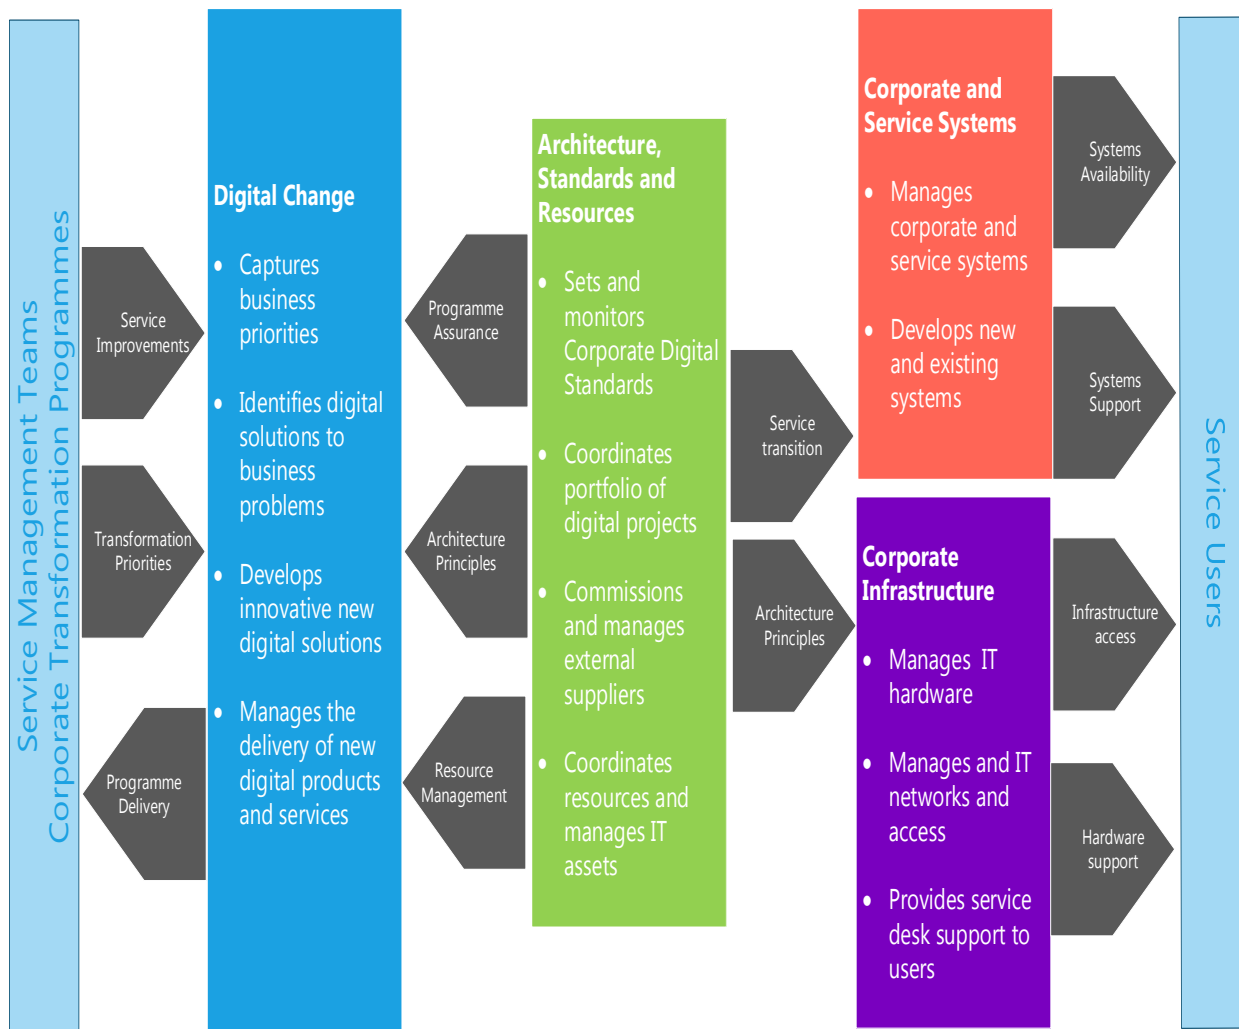 Service Management Teams
Corporate Transformation Programmes
Service
Improvements
Transformation
Priorities
Programme
Delivery
Digital Change
• Captures
business
priorities
• Identifies digital
solutions to
business
problems
• Develops
innovative new
digital solutions
• Manages the
delivery of new
digital products
and services
Programme
Assurance
Architecture
Principles
Resource
Management
Architecture,
Standards and
Resources
• Sets and
monitors
Corporate Digital
Standards
• Coordinates
portfolio of
digital projects
• Commissions
and manages
external
suppliers
• Coordinates
resources and
manages IT
assets
Service
transition
Architecture
Principles
Corporate and
Service Systems
• Manages
corporate and
service systems
• Develops new
and existing
systems
Corporate
Infrastructure
• Manages IT
hardware
• Manages and IT
networks and
access
• Provides service
desk support to
users
Systems
Availability
Systems
Support
Infrastructure
access
Hardware
support
Service Users